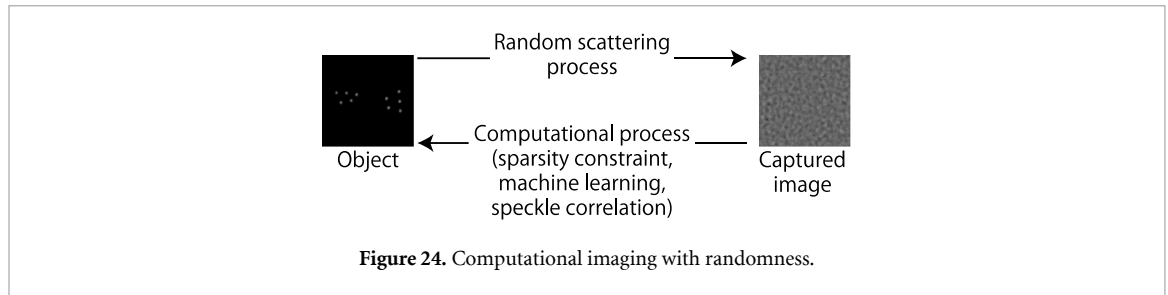 Random scattering
process
Object
Computational process
(sparsity constraint,
machine learning,
speckle correlation)
Captured
image
Figure 24. Computational imaging with randomness.